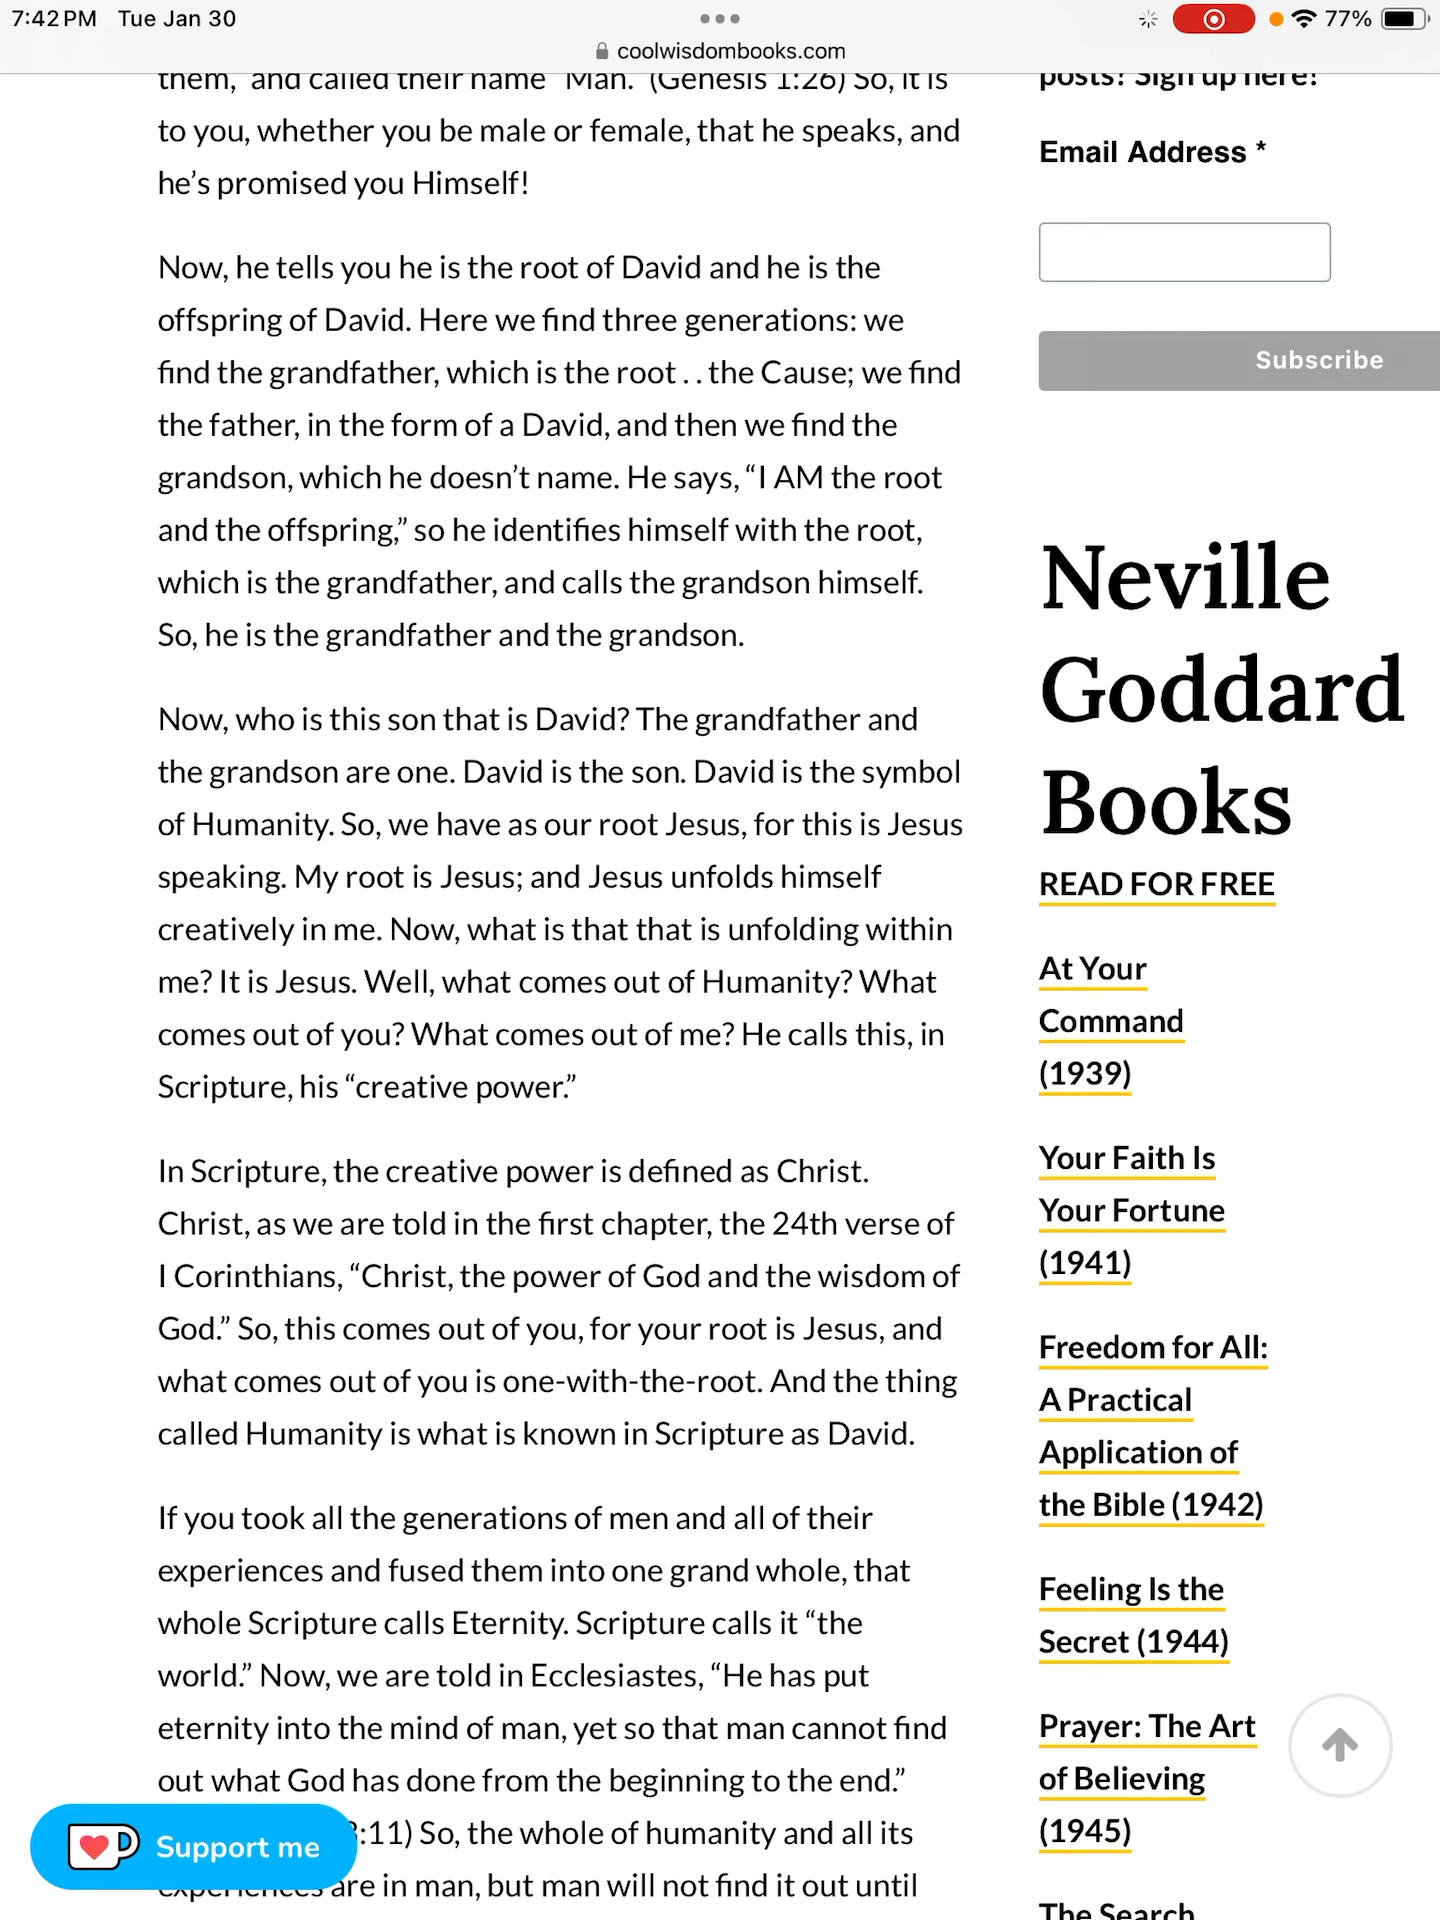 7:42 PM Tue Jan 30
77%
coolwisdombooks.com
them,” and called their name “Man.” (Genesis 1:26) So, it is
to you, whether you be male or female, that he speaks, and
he’s promised you Himself!
Now, he tells you he is the root of David and he is the
offspring of David. Here we find three generations: we
find the grandfather, which is the root . . the Cause; we find
the father, in the form of a David, and then we find the
grandson, which he doesn’t name. He says, “I AM the root
and the offspring,” so he identifies himself with the root,
which is the grandfather, and calls the grandson himself.
So, he is the grandfather and the grandson.
Now, who is this son that is David? The grandfather and
the grandson are one. David is the son. David is the symbol
of Humanity. So, we have as our root Jesus, for this is Jesus
speaking. My root is Jesus; and Jesus unfolds himself
creatively in me. Now, what is that that is unfolding within
me? It is Jesus. Well, what comes out of Humanity? What
comes out of you? What comes out of me? He calls this, in
Scripture, his “creative power.”
In Scripture, the creative power is defined as Christ.
Christ, as we are told in the first chapter, the 24th verse of
I Corinthians, “Christ, the power of God and the wisdom of
God.” So, this comes out of you, for your root is Jesus, and
what comes out of you is one-with-the-root. And the thing
called Humanity is what is known in Scripture as David.
If you took all the generations of men and all of their
experiences and fused them into one grand whole, that
whole Scripture calls Eternity. Scripture calls it “the
world.” Now, we are told in Ecclesiastes, “He has put
eternity into the mind of man, yet so that man cannot find
out what God has done from the beginning to the end.”
:11) So, the whole of humanity and all its
experiences are in man, but man will not find it out until
Support me
posts? Sign up here!
Email Address *
Subscribe
Neville
Goddard
Books
READ FOR FREE
At Your
Command
(1939)
Your Faith Is
Your Fortune
(1941)
Freedom for All:
A Practical
Application of
the Bible (1942)
Feeling Is the
Secret (1944)
Prayer: The Art
of Believing
(1945)
The Search